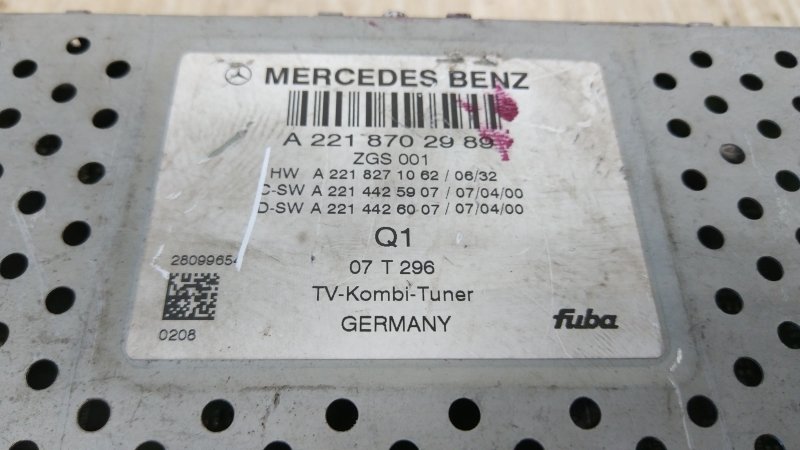 MERCEDES BENZ
A 221 870 29 89
ZGS 001
HW A 221 827 10 62 / 06/32
C-SW A 221 442 59 07 / 07/04/00
D-SW A 221 442 60 07 / 07/04/00
Q1
07 T 296
28099654
TV-Kombi-Tuner
0208
GERMANY
fuba